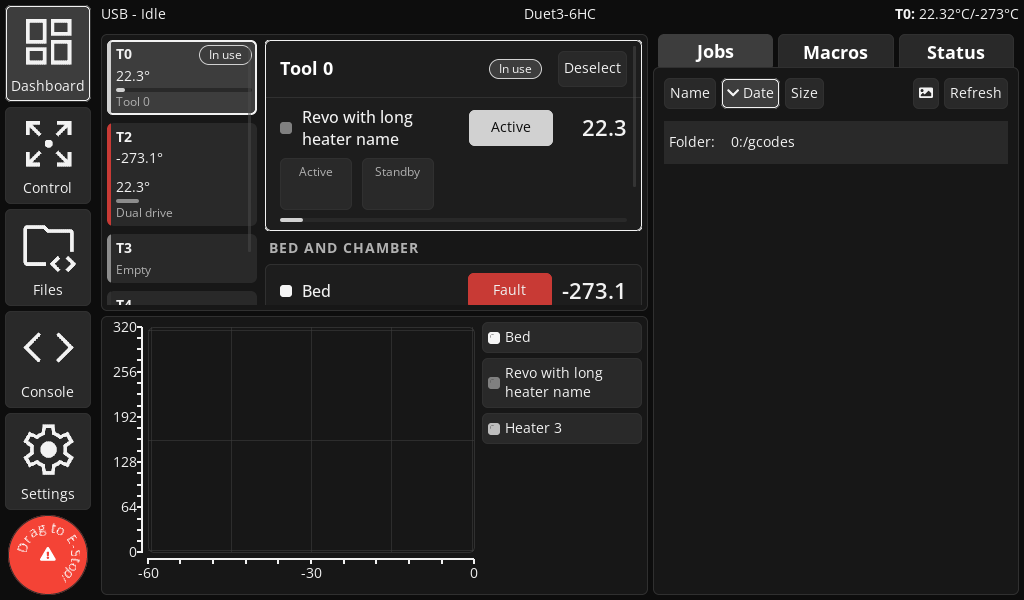 USB - Idle
Duet3-6HC
T0: 22.32°C/-273°C
Dashboard
Control
Files
Console
Settings
Drag to E-Stop!
T0
In use
22.3°
Tool 0
T2
-273.1°
22.3°
Dual drive
T3
Empty
T4
Tool 0
In use
Deselect
Revo with long
heater name
Active
22.3
Active
Standby
BED AND CHAMBER
Bed
Fault
-273.1
320
256
192
128
64
0
-60
-30
0
Bed
Revo with long
heater name
Heater 3
Jobs
Macros
Status
Name
Date
Size
Refresh
Folder:
0:/gcodes